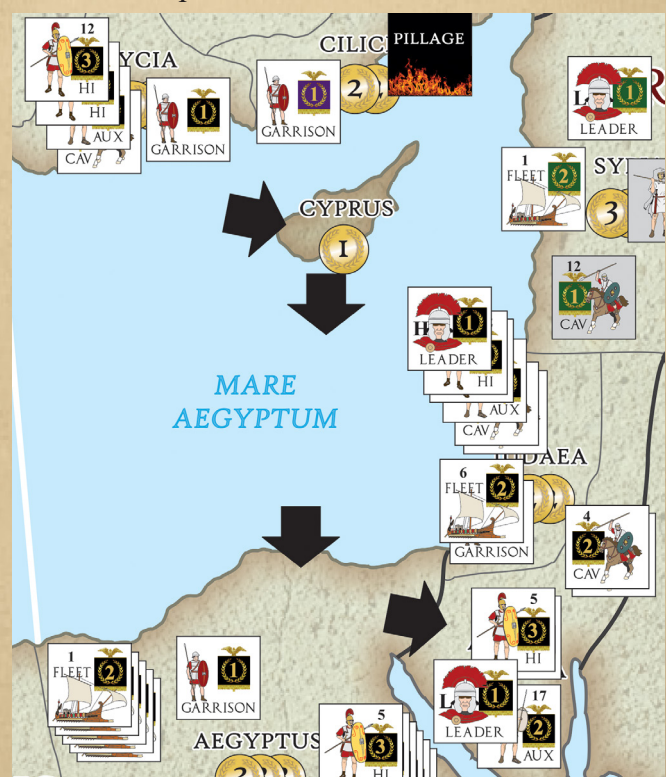 12
3
HI
YCIA
HI
AUX
CAV
1
GARRISON
1
GARRISON
CILIC
2
PILLAGE
1
LEADER
1
FLEET
2
SY
3
CYPRUS
1
12
1
CAV
1
LEADER
HI
AUX
CAV
MARE
AEGYPTUM
DAEA
6
FLEET
2
GARRISON
4
2
CAV
5
3
HI
1
LEADER
17
2
AUX
1
FLEET
2
1
GARRISON
AEGYPTUS
5
3
HI